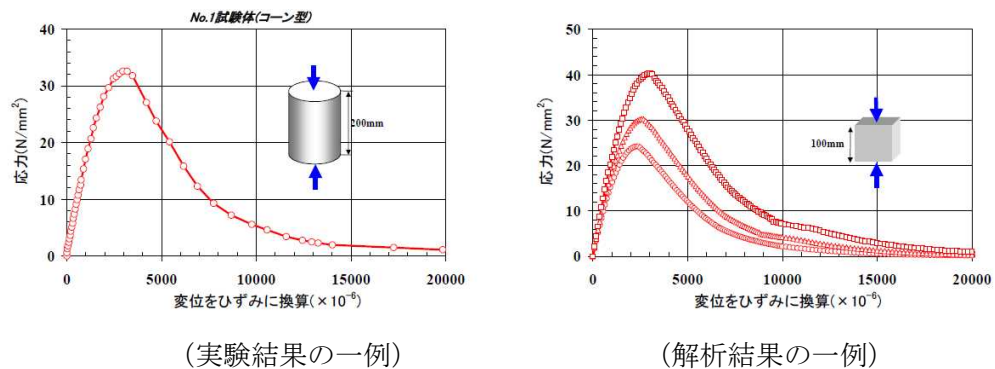 No.1試験体(コーン型)
応力(N/mm²)
40
30
20
10
0
200mm
0 5000 10000 15000 20000
変位をひずみに換算(×10⁻⁶)
(実験結果の一例)
応力(N/mm²)
50
40
30
20
10
0
100mm
0 5000 10000 15000 20000
変位をひずみに換算(×10⁻⁶)
(解析結果の一例)